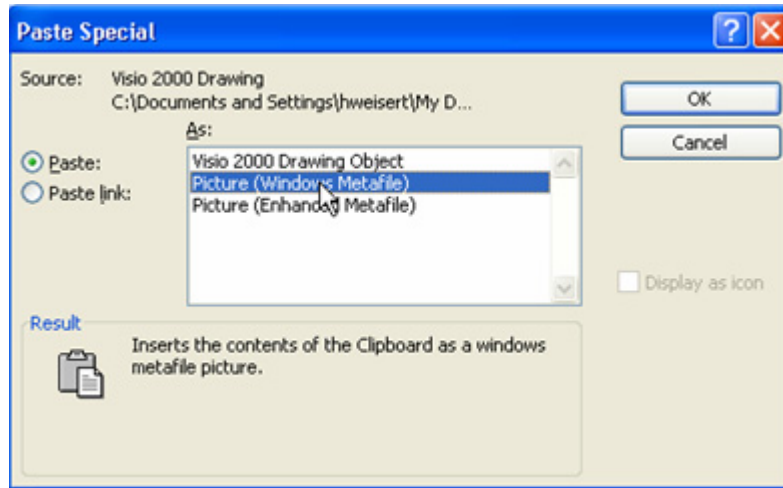 Paste Special
Source: Visio 2000 Drawing
C:\Documents and Settings\hweisert\My D...
As:
OK
Cancel
Paste:
Paste link:
Visio 2000 Drawing Object
Picture (Windows Metafile)
Picture (Enhanced Metafile)
Display as icon
Result
Inserts the contents of the Clipboard as a windows
metafile picture.